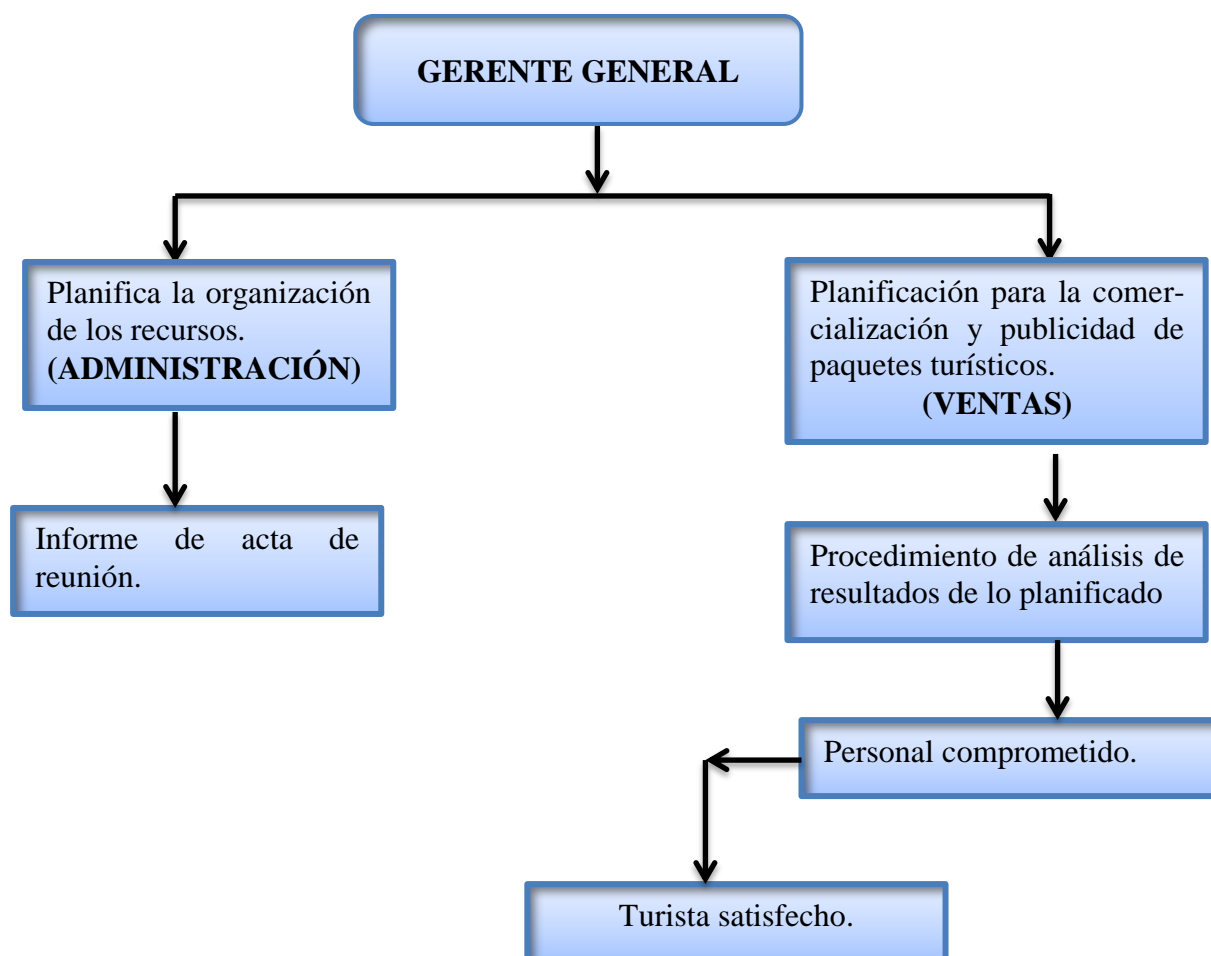 GERENTE GENERAL
Planifica la organización
de los recursos.
(ADMINISTRACIÓN)
Planificación para la comer-
cialización y publicidad de
paquetes turísticos.
(VENTAS)
Informe de acta de
reunión.
Procedimiento de análisis de
resultados de lo planificado
Personal comprometido.
Turista satisfecho.